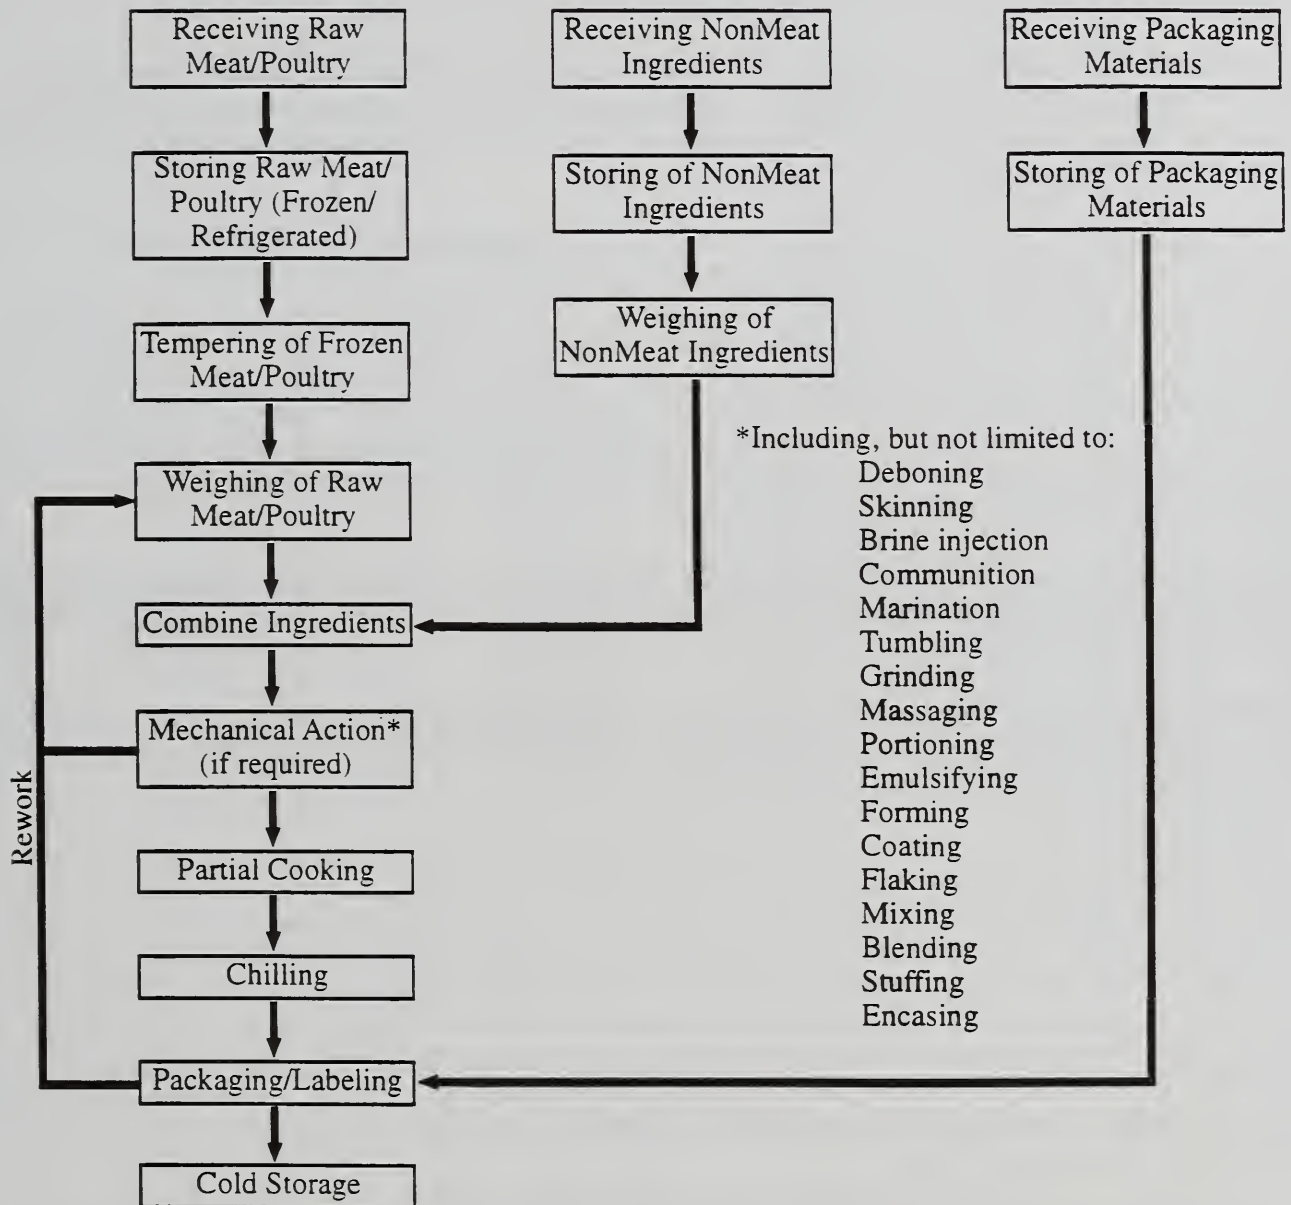 Receiving Raw
Meat/Poultry
Receiving NonMeat
Ingredients
Receiving Packaging
Materials
Storing Raw Meat/
Poultry (Frozen/
Refrigerated)
Storing of NonMeat
Ingredients
Storing of Packaging
Materials
Tempering of Frozen
Meat/Poultry
Weighing of
NonMeat Ingredients
Weighing of Raw
Meat/Poultry
Combine Ingredients
Mechanical Action*
(if required)
Rework
Partial Cooking
Chilling
Packaging/Labeling
Cold Storage
*Including, but not limited to:
Deboning
Skinning
Brine injection
Communition
Marination
Tumbling
Grinding
Massaging
Portioning
Emulsifying
Forming
Coating
Flaking
Mixing
Blending
Stuffing
Encasing